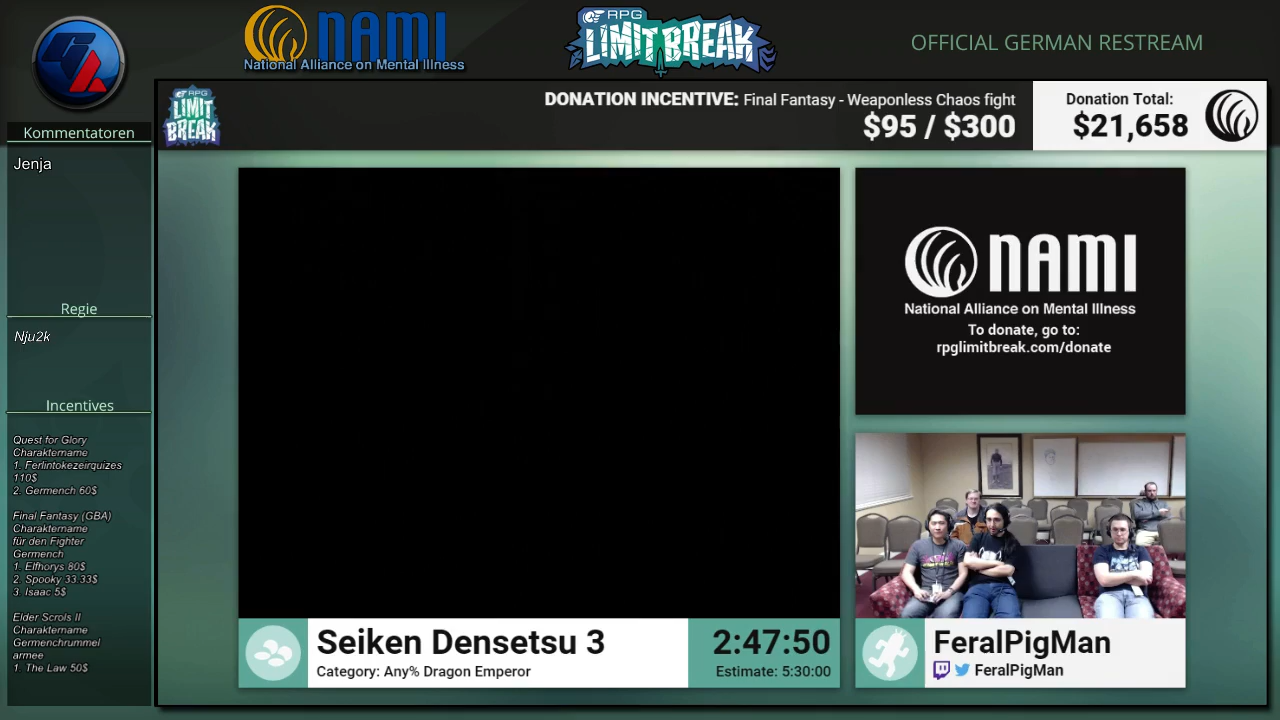 NAMI
National Alliance on Mental Illness
RPG
LIMIT BREAK
OFFICIAL GERMAN RESTREAM
Kommentatoren
Jenja
Regie
Nju2k
Incentives
Quest for Glory
Charaktername
1. Ferlintokezeirquizes
110$
2. Germench 60$
Final Fantasy (GBA)
Charaktername
für den Fighter
Germench
1. Elfhorys 80$
2. Spooky 33.33$
3. Isaac 5$
Elder Scrols II
Charaktername
Germenchrummel
armee
1. The Law 50$
RPG
LIMIT
BREAK
DONATION INCENTIVE: Final Fantasy - Weaponless Chaos fight
$95 / $300
Donation Total:
$21,658
NAMI
National Alliance on Mental Illness
To donate, go to:
rpglimitbreak.com/donate
Seiken Densetsu 3
Category: Any% Dragon Emperor
2:47:50
Estimate: 5:30:00
FeralPigMan
FeralPigMan